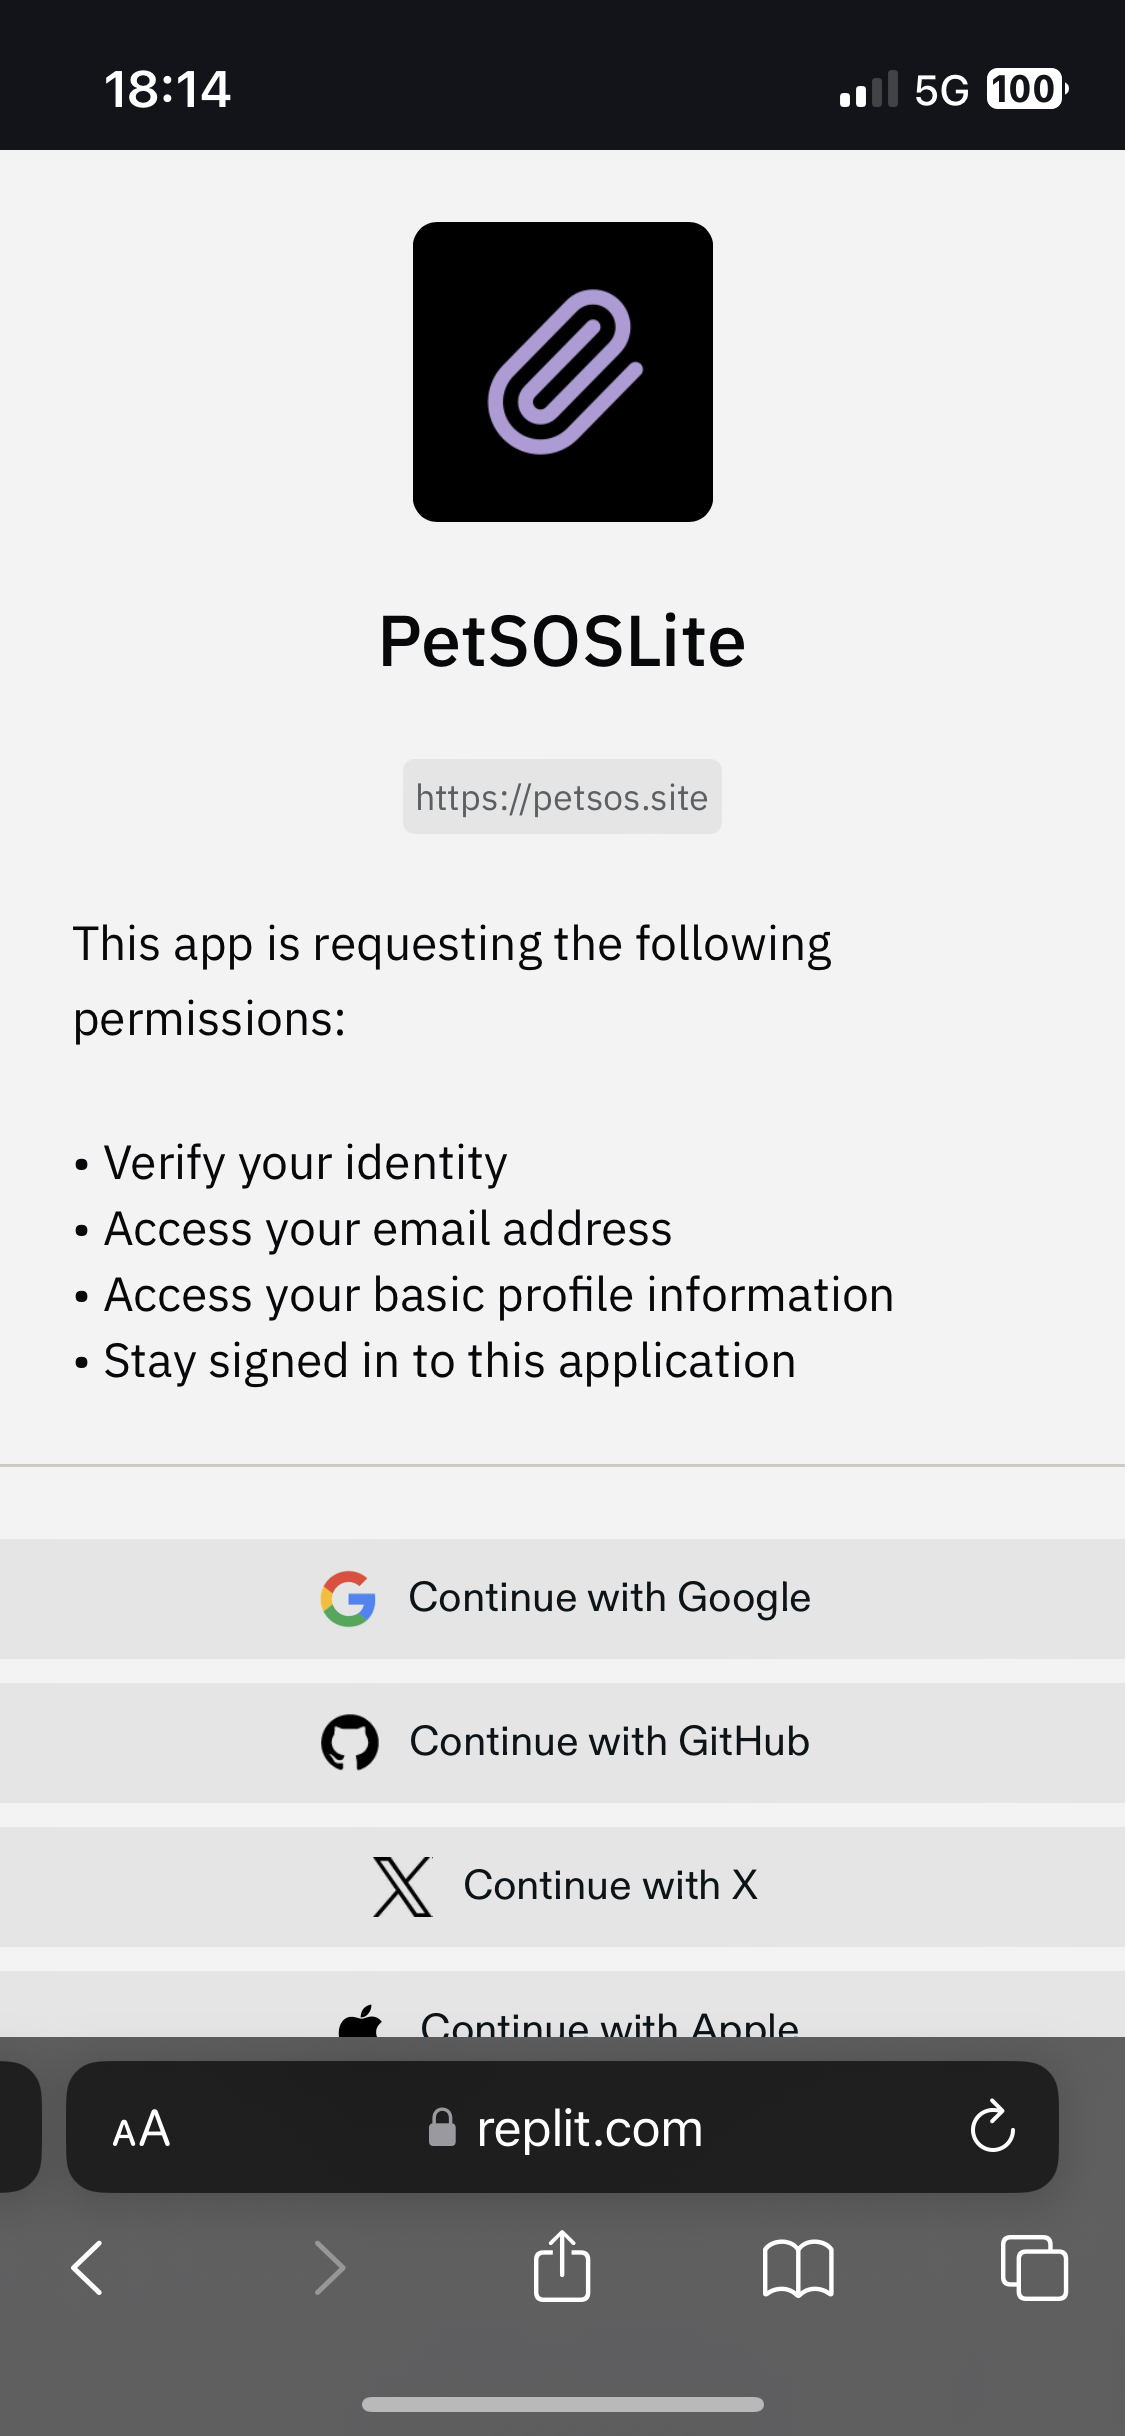 18:14
5G 100
PetSOSLite
https://petsos.site
This app is requesting the following
permissions:
• Verify your identity
• Access your email address
• Access your basic profile information
• Stay signed in to this application
Continue with Google
Continue with GitHub
Continue with X
Continue with Apple
AA replit.com